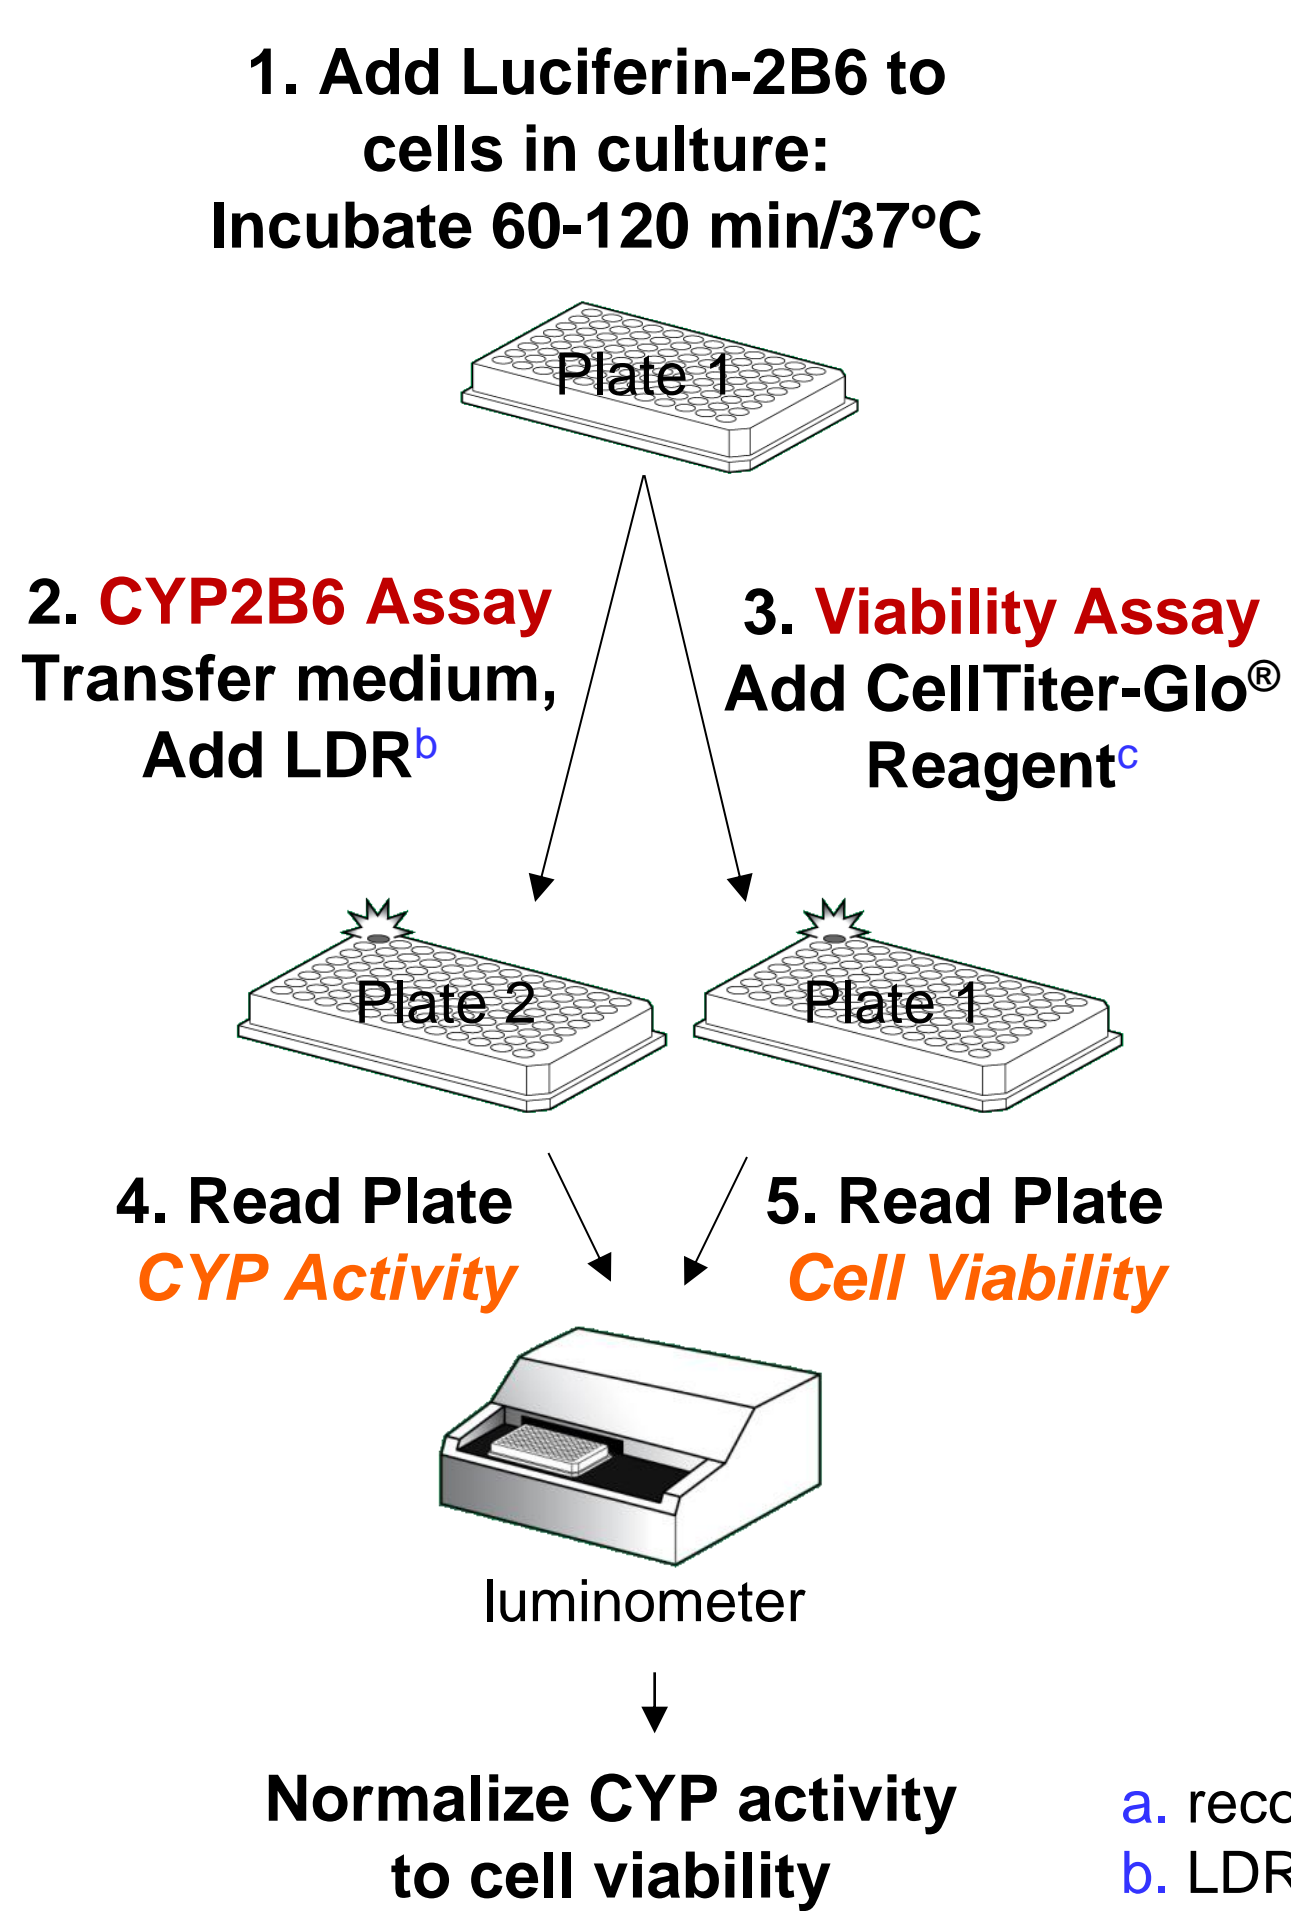 1. Add Luciferin-2B6 to
cells in culture:
Incubate 60-120 min/37ºC
Plate 1
2. CYP2B6 Assay
Transfer medium,
Add LDRᵇ
3. Viability Assay
Add CellTiter-Glo®
Reagentᶜ
Plate 2
Plate 1
4. Read Plate
CYP Activity
5. Read Plate
Cell Viability
luminometer
Normalize CYP activity
to cell viability
a.
b. LDR